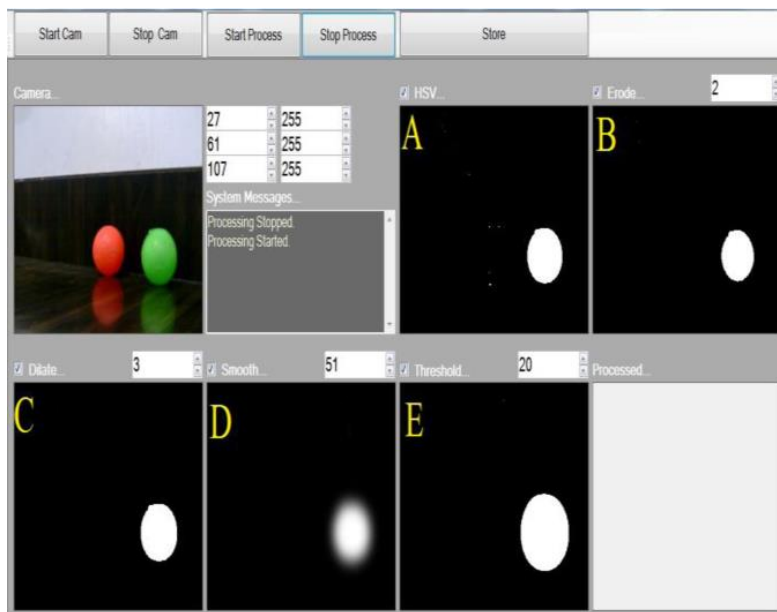 Start Cam Stop Cam Start Process Stop Process Store
Camera... HSV... Erode... 2
27 255
61 255
107 255
System Messages...
Processing Stopped.
Processing Started.
A
B
Dilate... 3 Smooth... 51 Threshold... 20 Processed...
C
D
E